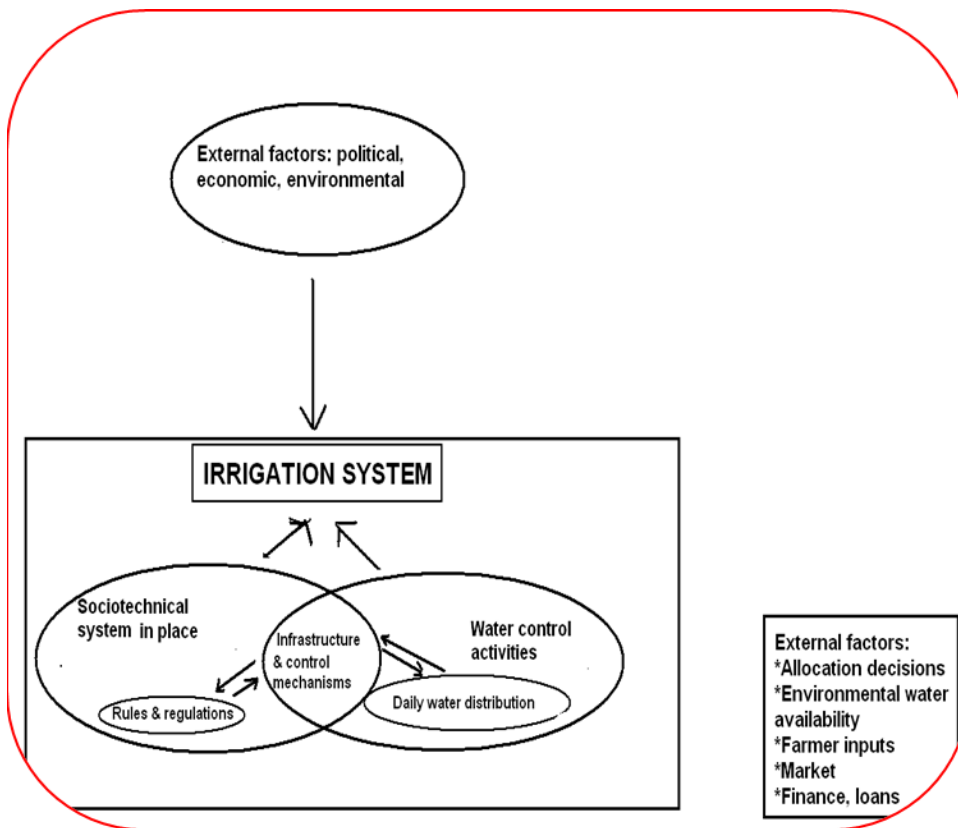 External factors: political,
economic, environmental
IRRIGATION SYSTEM
Sociotechnical
system in place
Infrastructure
& control
mechanisms
Rules & regulations
Water control
activities
Daily water distribution
External factors:
*Allocation decisions
*Environmental water
availability
*Farmer inputs
*Market
*Finance, loans